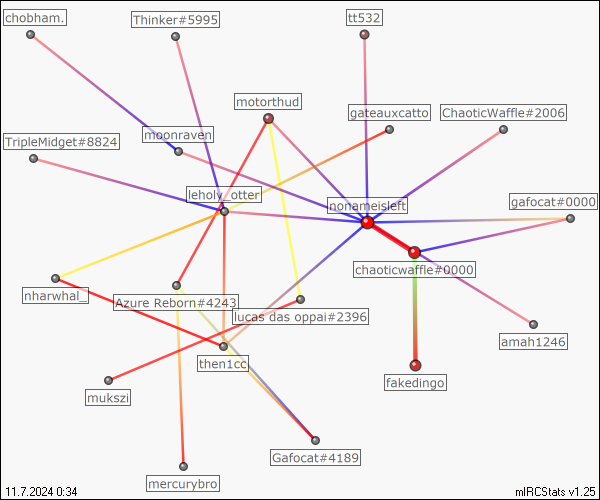 chobham.
Thinker#5995
tt532
motorthud
gateauxcatto
ChaoticWaffle#2006
TripleMidget#8824
moonraven
leholy_otter
nonameisleft
gafocat#0000
chaoticwaffle#0000
nharwhal_
Azure Reborn#4243
lucas das oppai#2396
amah1246
then1cc
fakedingo
mukszi
Gafocat#4189
mercurybro
11.7.2024 0:34
mIRCStats v1.25